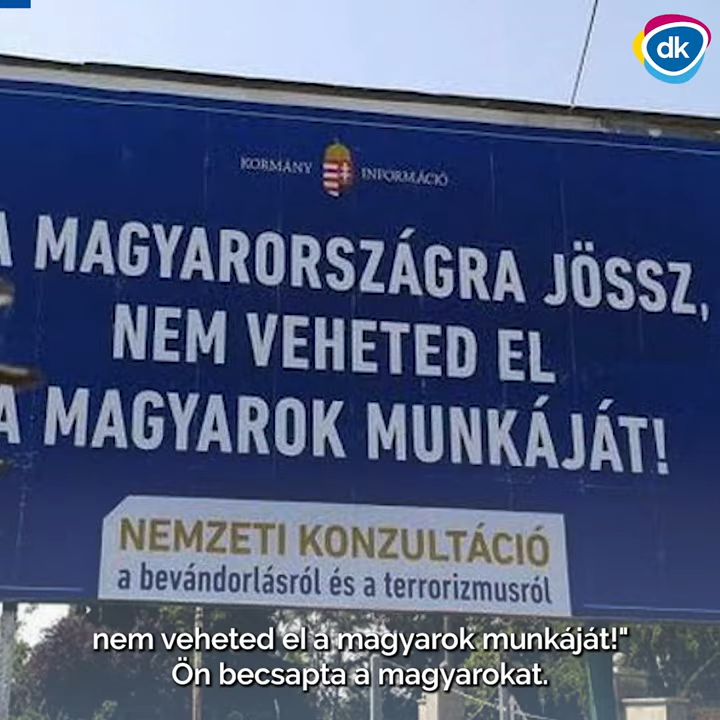 dk
KORMÁNY INFORMÁCIÓ
A MAGYARORSZÁGRA JÖSSZ,
NEM VEHETED EL
A MAGYAROK MUNKÁJÁT!
NEMZETI KONZULTÁCIÓ
a bevándorlásról és a terrorizmusról
nem veheted el a magyarok munkáját!"
Ön becsapta a magyarokat.